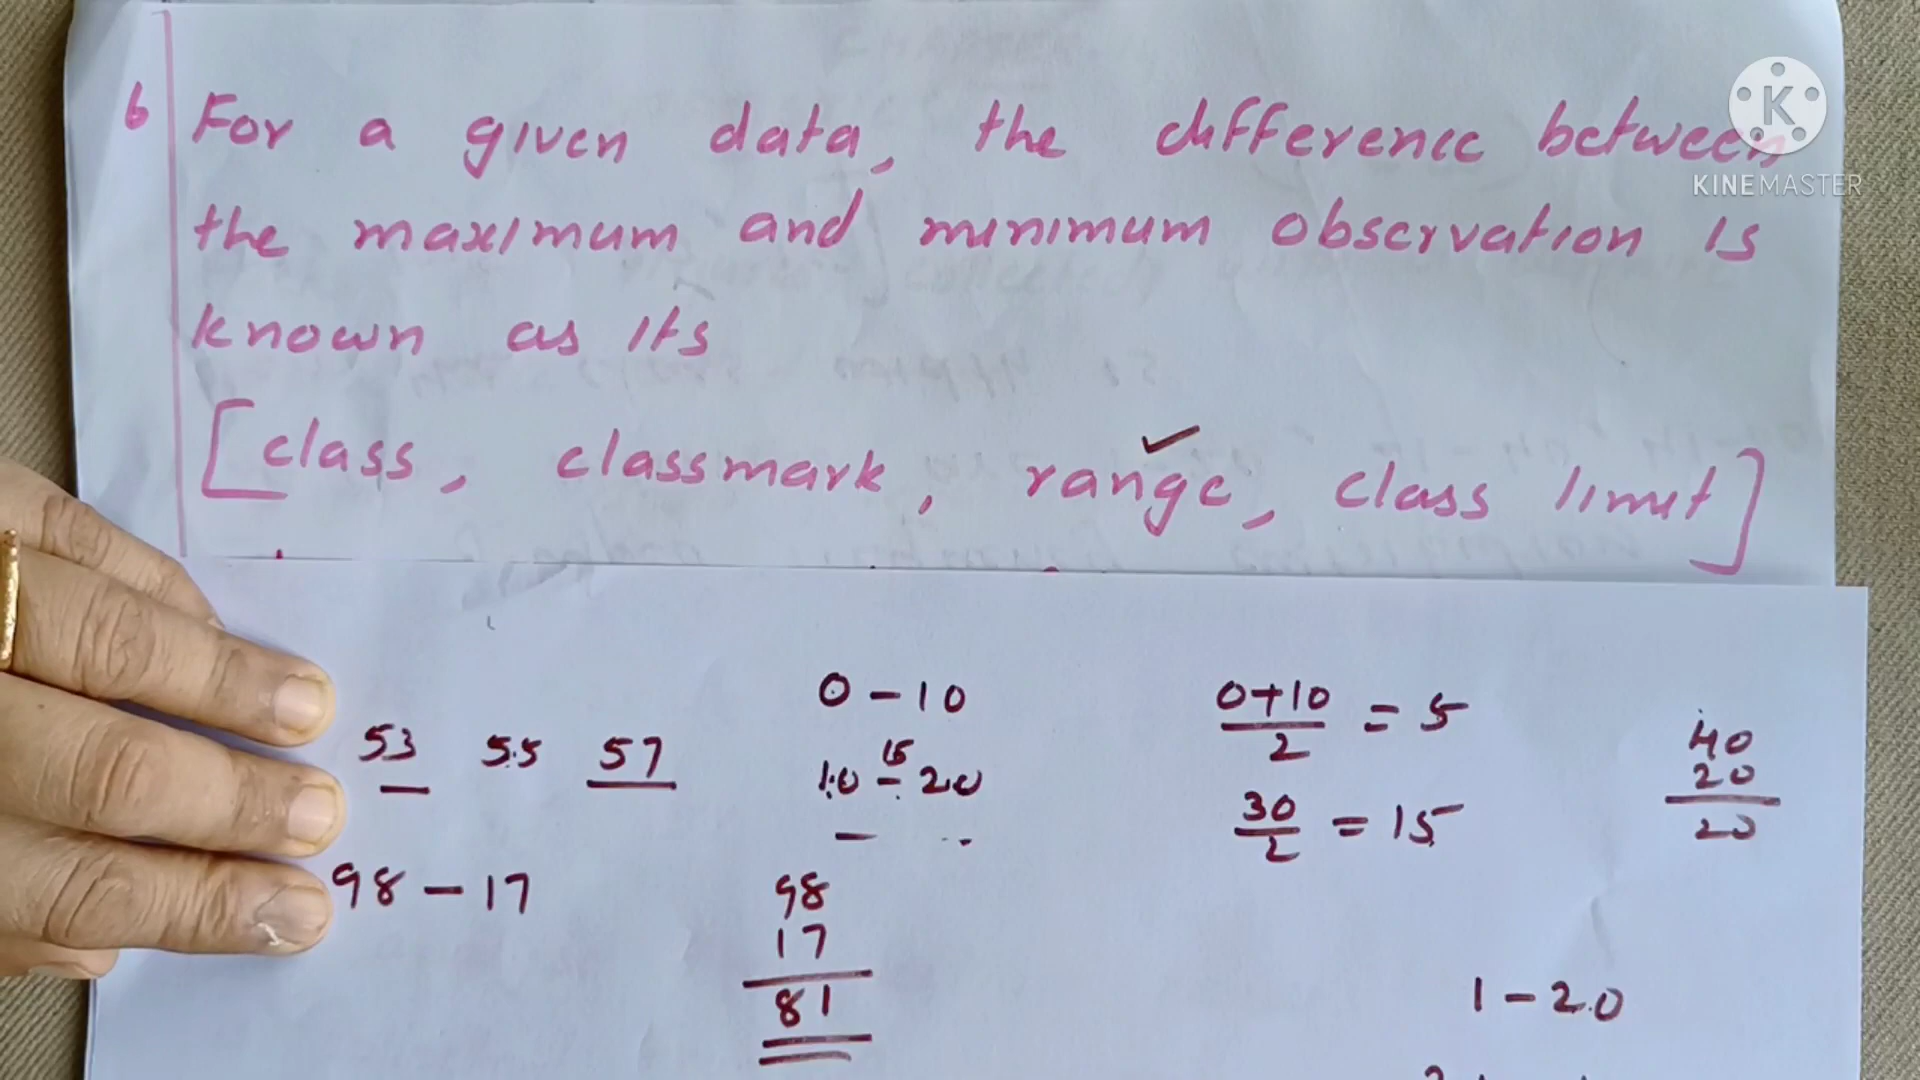 6 For a given data, the difference between
the maximum and minimum observation is
known as its
[class, classmark, range, class limit]
0 - 10
0+10/2 = 5
40
53 55 57
15
10 - 20
20
30/2 = 15
20
98 - 17
98
17
81
1 - 20
K
KINEMASTER